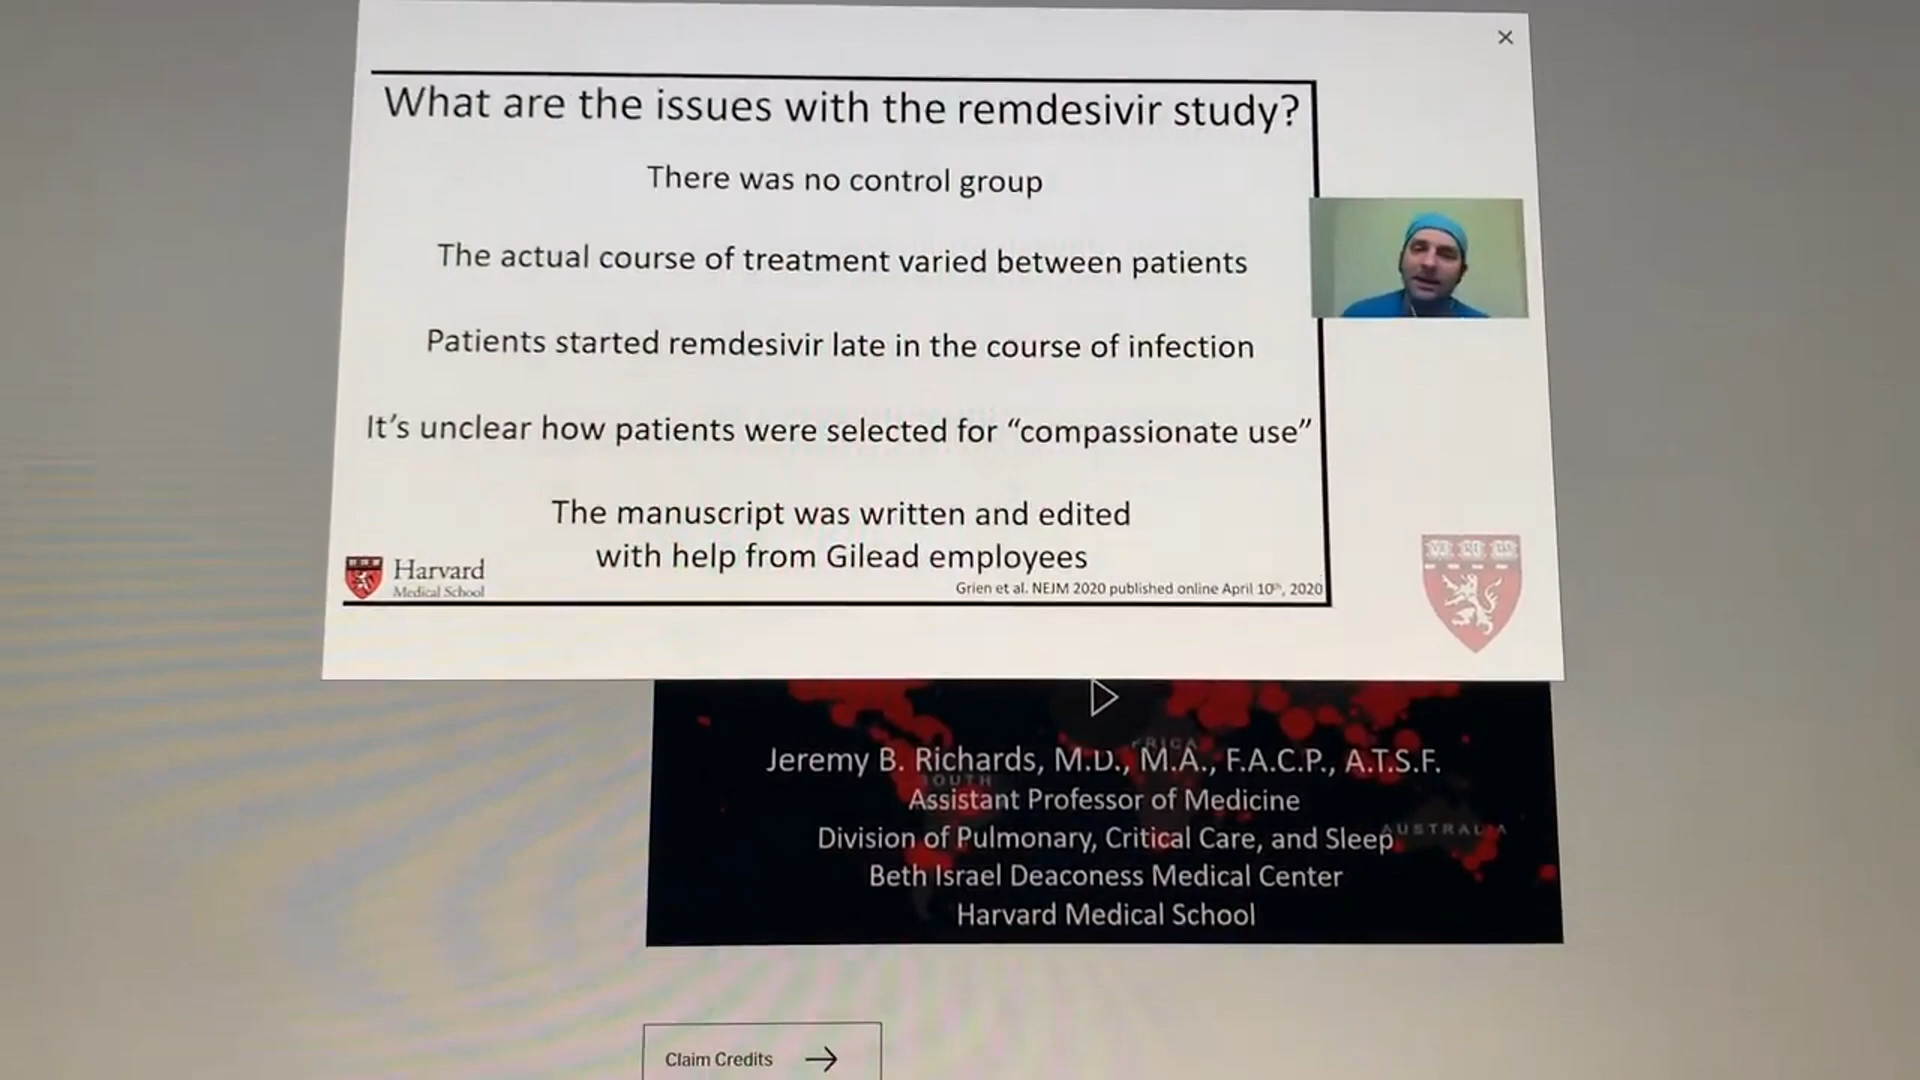 What are the issues with the remdesivir study?
There was no control group
The actual course of treatment varied between patients
Patients started remdesivir late in the course of infection
It's unclear how patients were selected for “compassionate use”
The manuscript was written and edited
with help from Gilead employees
Harvard
Medical School
Grien et al. NEJM 2020 published online April 10th, 2020
Jeremy B. Richards, M.D., M.A., F.A.C.P., A.T.S.F.
Assistant Professor of Medicine
Division of Pulmonary, Critical Care, and Sleep
AUSTRALIA
Beth Israel Deaconess Medical Center
Harvard Medical School
Claim Credits